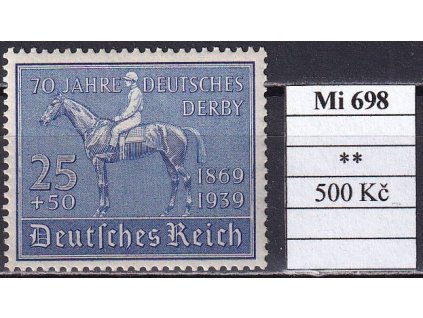 70 JAHRE DEUTSCHES
DERBY
25
+50
1869
1939
Deutsches Reich
Mi 698
**
500 Kč